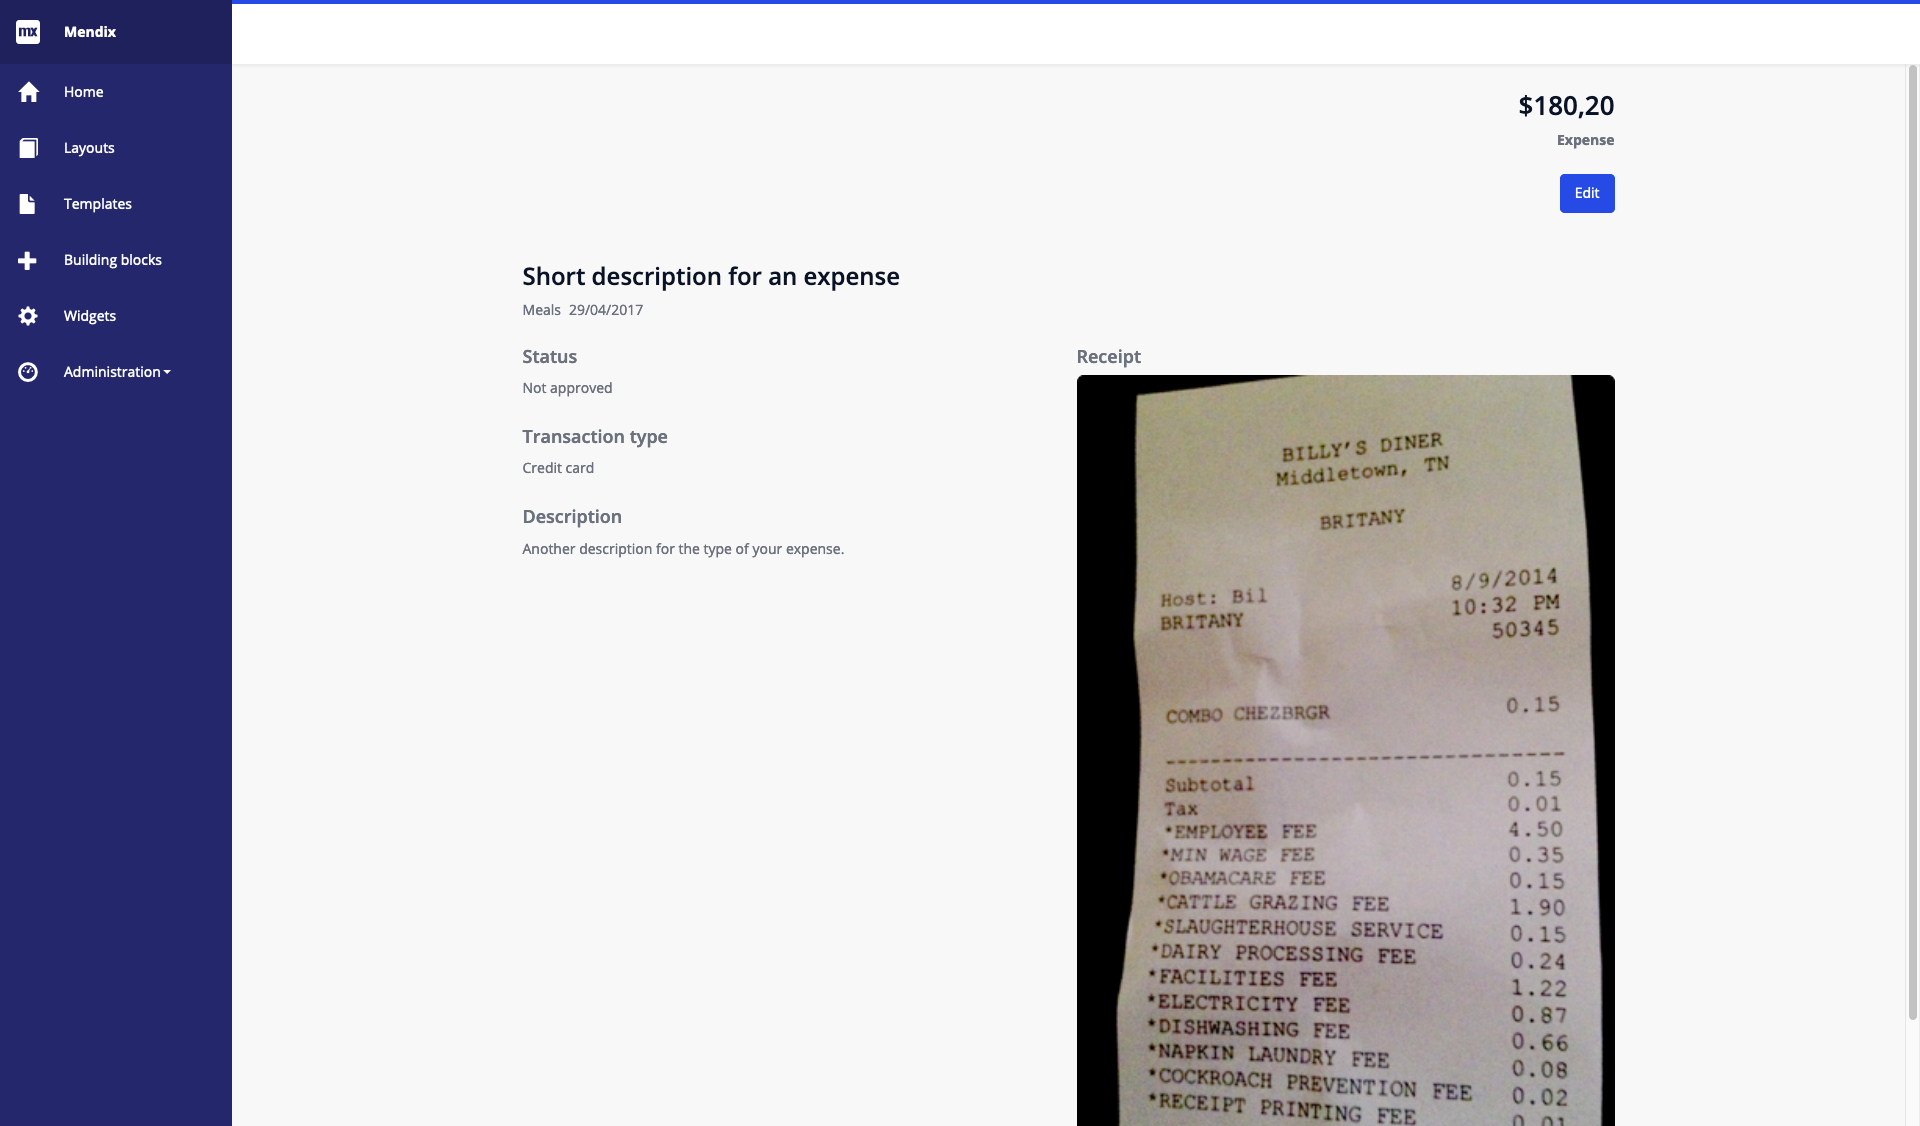 mx Mendix
Home
Layouts
Templates
Building blocks
Widgets
Administration
$180,20
Expense
Edit
Short description for an expense
Meals 29/04/2017
Status
Not approved
Transaction type
Credit card
Description
Another description for the type of your expense.
Receipt
BILLY'S DINER
Middletown, TN
BRITANY
Host: Bil 8/9/2014
BRITANY 10:32 PM
50345
COMBO CHEZBRGR 0.15
Subtotal 0.15
Tax 0.01
*EMPLOYEE FEE 4.50
*MIN WAGE FEE 0.35
*OBAMACARE FEE 0.15
*CATTLE GRAZING FEE 1.90
*SLAUGHTERHOUSE SERVICE 0.15
*DAIRY PROCESSING FEE 0.24
*FACILITIES FEE 1.22
*ELECTRICITY FEE 0.87
*DISHWASHING FEE 0.66
*NAPKIN LAUNDRY FEE 0.08
*COCKROACH PREVENTION FEE 0.02
*RECEIPT PRINTING FEE 0.01